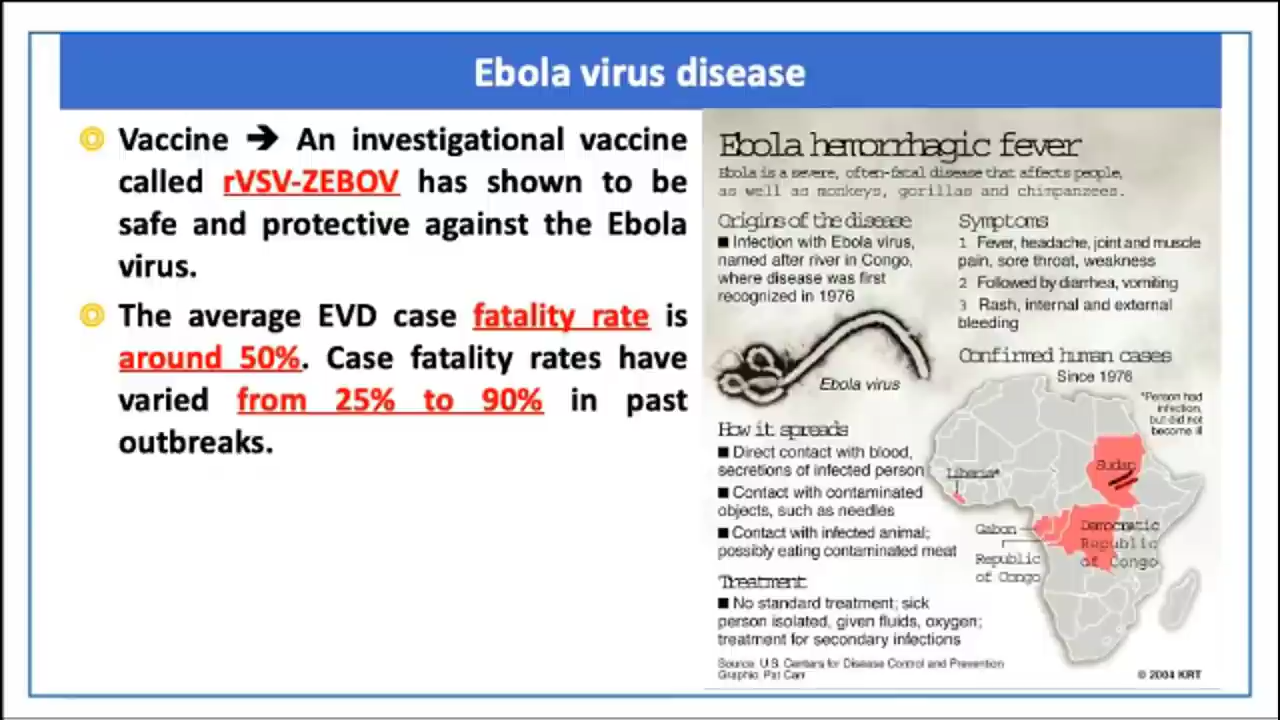 Ebola virus disease
Vaccine ➔ An investigational vaccine
called rVSV-ZEBOV has shown to be
safe and protective against the Ebola
virus.
The average EVD case fatality rate is
around 50%. Case fatality rates have
varied from 25% to 90% in past
outbreaks.
Ebola hemorrhagic fever
Ebola is a severe, often-fatal disease that affects people,
as well as monkeys, gorillas and chimpanzees.
Origins of the disease
■ Infection with Ebola virus,
named after river in Congo,
where disease was first
recognized in 1976
Ebola virus
How it spreads
■ Direct contact with blood,
secretions of infected person
■ Contact with contaminated
objects, such as needles
■ Contact with infected animal;
possibly eating contaminated meat
Treatment
■ No standard treatment; sick
person isolated, given fluids, oxygen;
treatment for secondary infections
Source: U.S. Centers for Disease Control and Prevention
Graphic: Pat Carr
Symptoms
1 Fever, headache, joint and muscle
pain, sore throat, weakness
2 Followed by diarrhea, vomiting
3 Rash, internal and external
bleeding
Confirmed human cases
Since 1976
*Person had
infection,
but did not
become ill
Sudan
Liberia*
Gabon
Democratic
Republic
of Congo
Republic
of Congo
© 2004 KRT